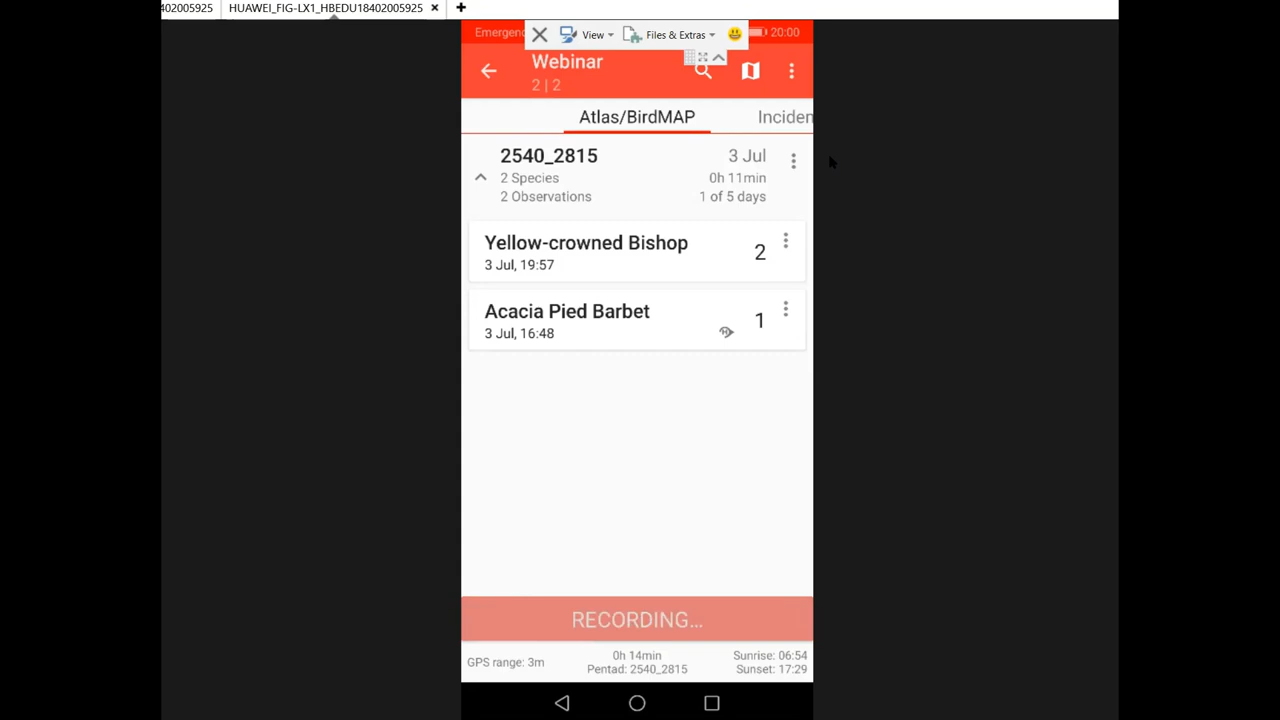 402005925 HUAWEI_FIG-LX1_HBEDU18402005925
Emergenc View Files & Extras 20:00
Webinar
2 | 2
Atlas/BirdMAP Inciden
2540_2815 3 Jul
2 Species 0h 11min
2 Observations 1 of 5 days
Yellow-crowned Bishop 2
3 Jul, 19:57
Acacia Pied Barbet 1
3 Jul, 16:48
RECORDING...
GPS range: 3m 0h 14min Sunrise: 06:54
Pentad: 2540_2815 Sunset: 17:29